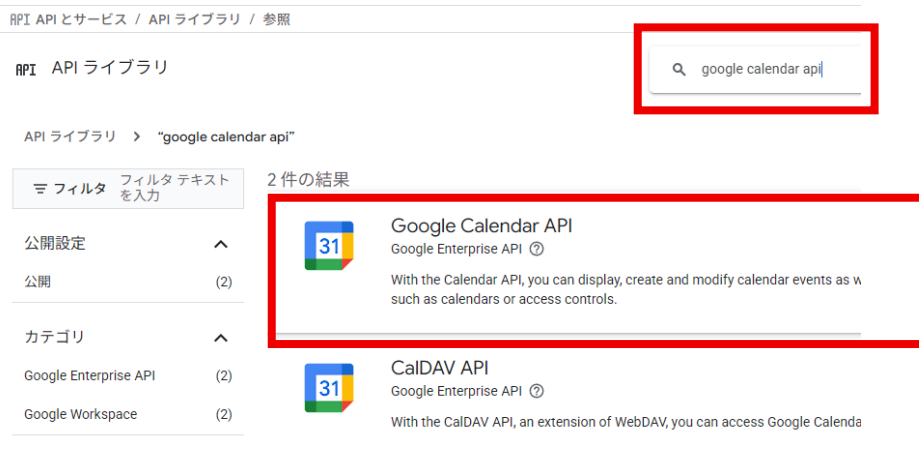 API API とサービス / API ライブラリ / 参照
API API ライブラリ
google calendar api
API ライブラリ > “google calendar api”
フィルタ フィルタ テキストを入力
2 件の結果
公開設定
公開 (2)
カテゴリ
Google Enterprise API (2)
Google Workspace (2)
31
Google Calendar API
Google Enterprise API ?
With the Calendar API, you can display, create and modify calendar events as w
such as calendars or access controls.
31
CalDAV API
Google Enterprise API ?
With the CalDAV API, an extension of WebDAV, you can access Google Calenda